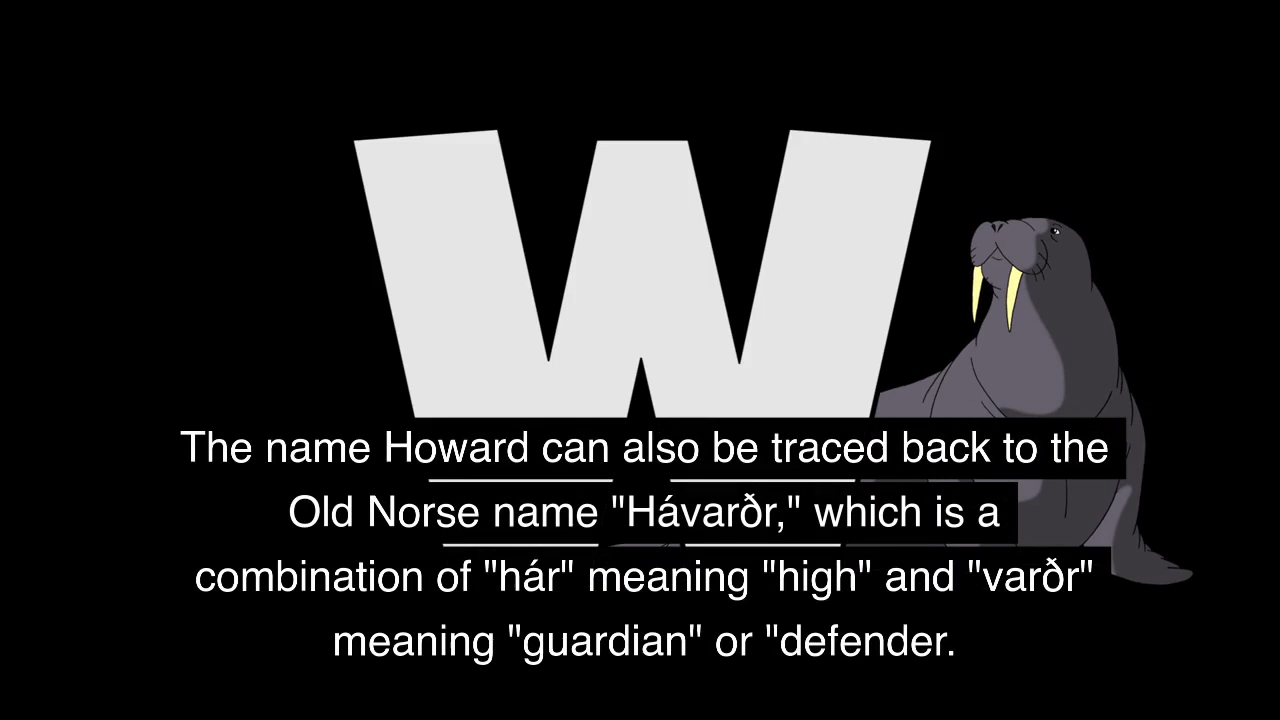 W
The name Howard can also be traced back to the
Old Norse name "Hávarðr," which is a
combination of "hár" meaning "high" and "varðr"
meaning "guardian" or "defender.